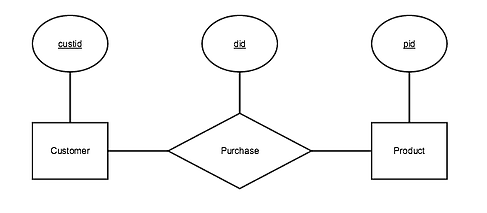 custid
did
pid
Customer
Purchase
Product